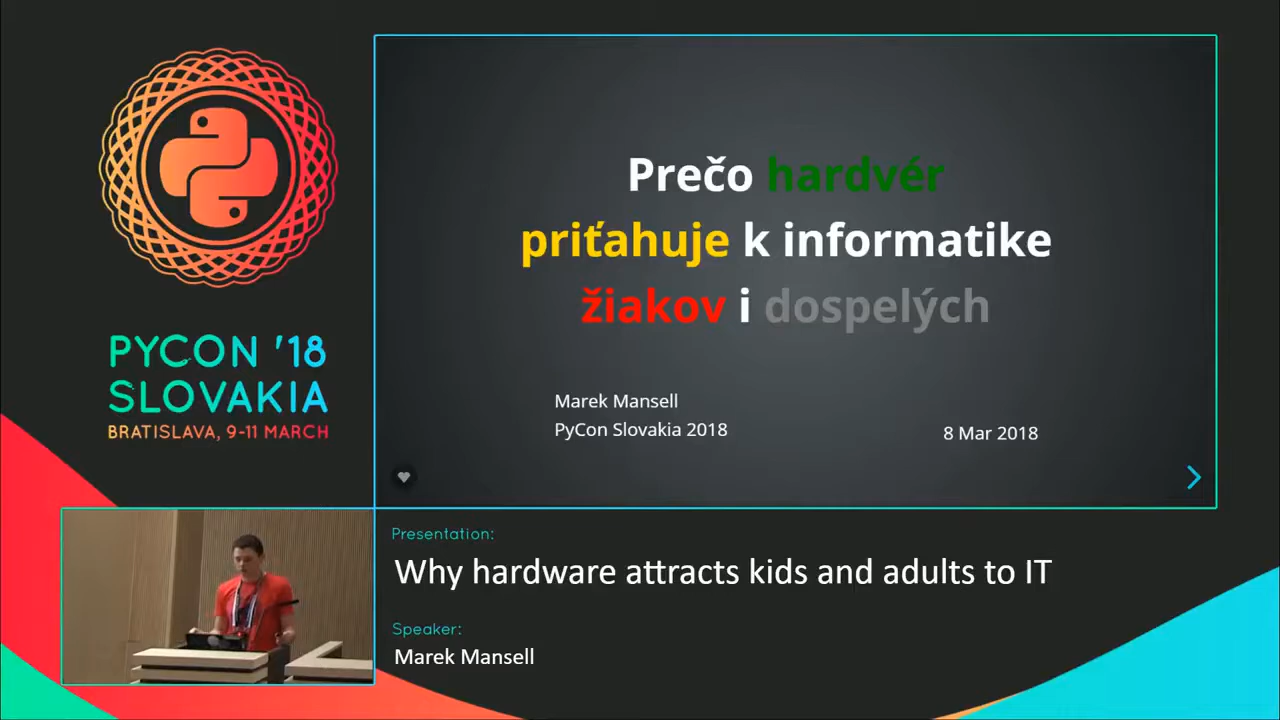 PYCON '18
SLOVAKIA
BRATISLAVA, 9-11 MARCH
Prečo hardvér
priťahuje k informatike
žiakov i dospelých
Marek Mansell
PyCon Slovakia 2018
8 Mar 2018
Presentation:
Why hardware attracts kids and adults to IT
Speaker:
Marek Mansell